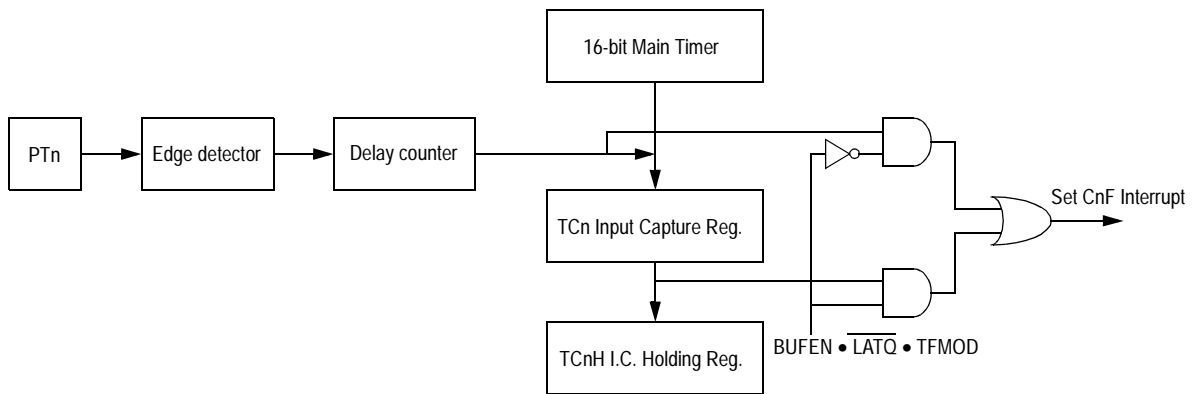 16-bit Main Timer
PTn
Edge detector
Delay counter
TCn Input Capture Reg.
Set CnF Interrupt
TCnH I.C. Holding Reg.
BUFEN • L̅A̅T̅Q̅ • TFMOD